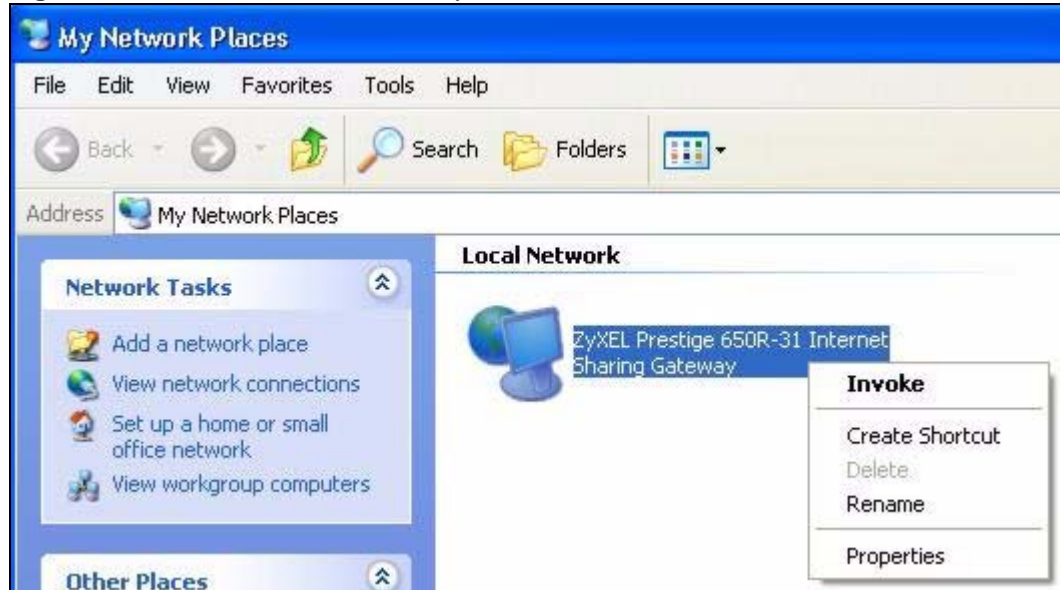 My Network Places
File Edit View Favorites Tools Help
Back Search Folders
Address My Network Places
Local Network
Network Tasks
Add a network place
View network connections
Set up a home or small
office network
View workgroup computers
Other Places
ZyXEL Prestige 650R-31 Internet
Sharing Gateway
Invoke
Create Shortcut
Delete
Rename
Properties